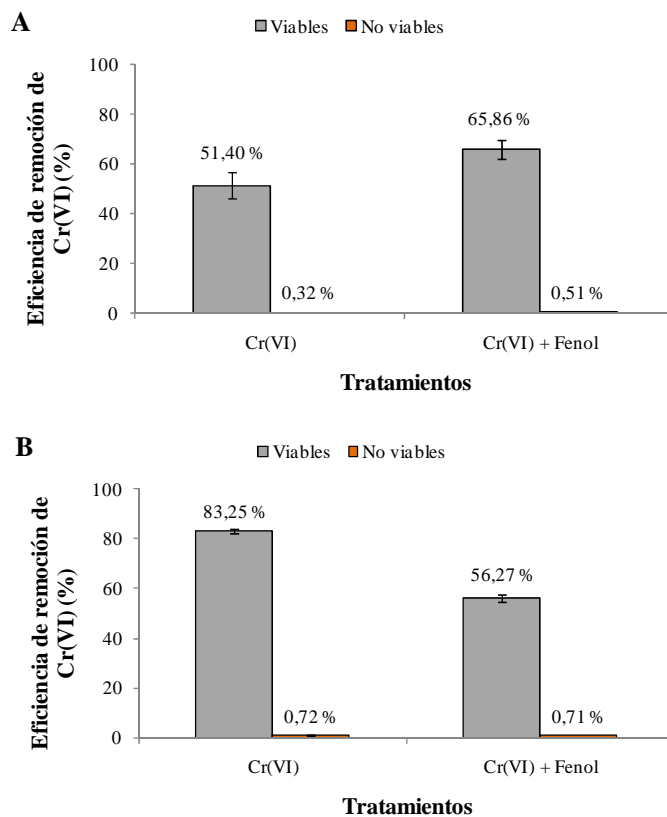 A
Viables No viables
Eficiencia de remoción de
Cr(VI) (%)
100
80
60
40
20
0
51,40 %
0,32 %
65,86 %
0,51 %
Cr(VI)
Cr(VI) + Fenol
Tratamientos
B
Viables No viables
Eficiencia de remoción de
Cr(VI) (%)
100
80
60
40
20
0
83,25 %
0,72 %
56,27 %
0,71 %
Cr(VI)
Cr(VI) + Fenol
Tratamientos